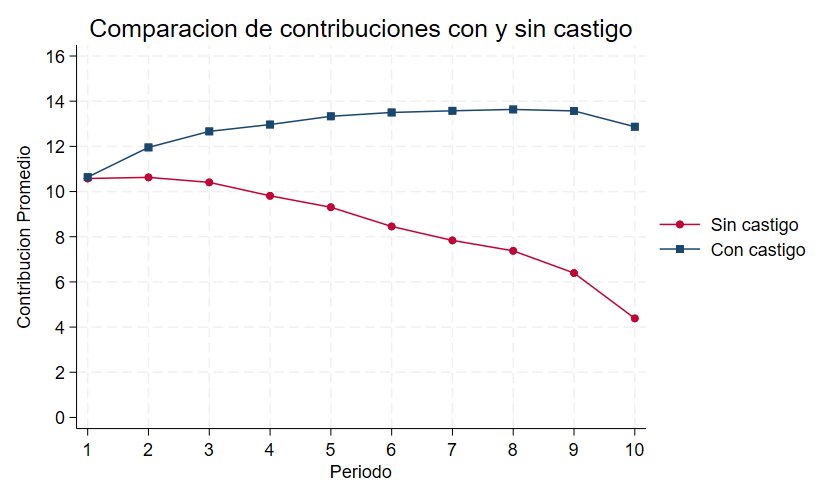 Comparacion de contribuciones con y sin castigo
16
14
12
10
8
6
4
2
0
Contribucion Promedio
1 2 3 4 5 6 7 8 9 10
Periodo
Sin castigo
Con castigo